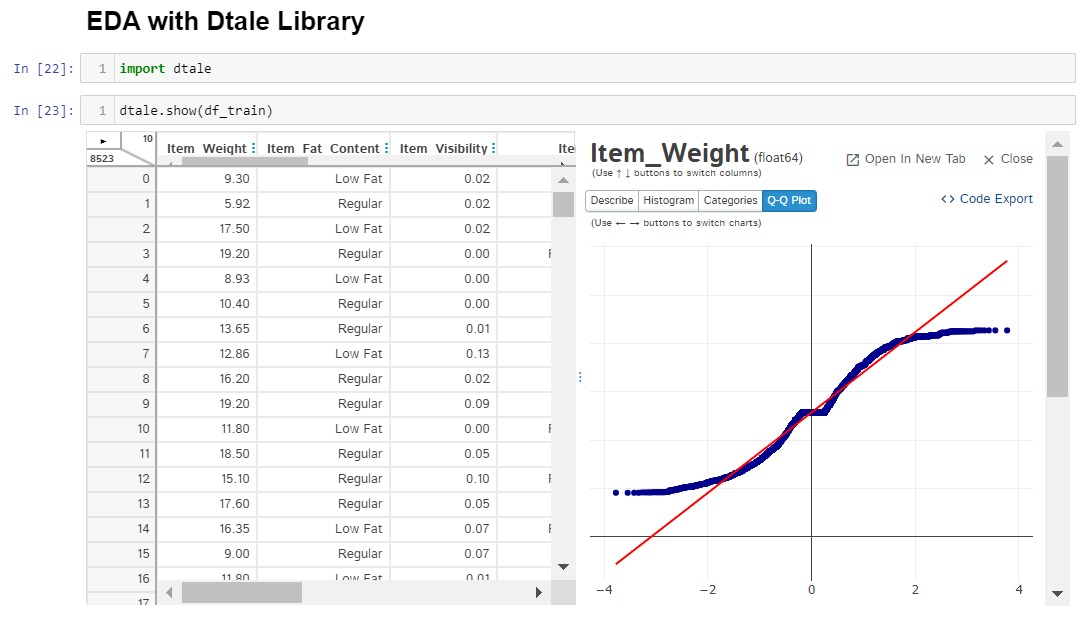 EDA with Dtale Library
In [22]: 1 import dtale
In [23]: 1 dtale.show(df_train)
10
8523
Item_Weight Item_Fat_Content Item_Visibility Ite
0 9.30 Low Fat 0.02
1 5.92 Regular 0.02
2 17.50 Low Fat 0.02
3 19.20 Regular 0.00 F
4 8.93 Low Fat 0.00
5 10.40 Regular 0.00
6 13.65 Regular 0.01
7 12.86 Low Fat 0.13
8 16.20 Regular 0.02
9 19.20 Regular 0.09
10 11.80 Low Fat 0.00 F
11 18.50 Regular 0.05
12 15.10 Regular 0.10 F
13 17.60 Regular 0.05
14 16.35 Low Fat 0.07 F
15 9.00 Regular 0.07
16 11.80 Low Fat 0.01
17
Item_Weight (float64)
Open In New Tab
Close
(Use ↑ ↓ buttons to switch columns)
Describe Histogram Categories Q-Q Plot
<> Code Export
(Use ← → buttons to switch charts)
−4 −2 0 2 4